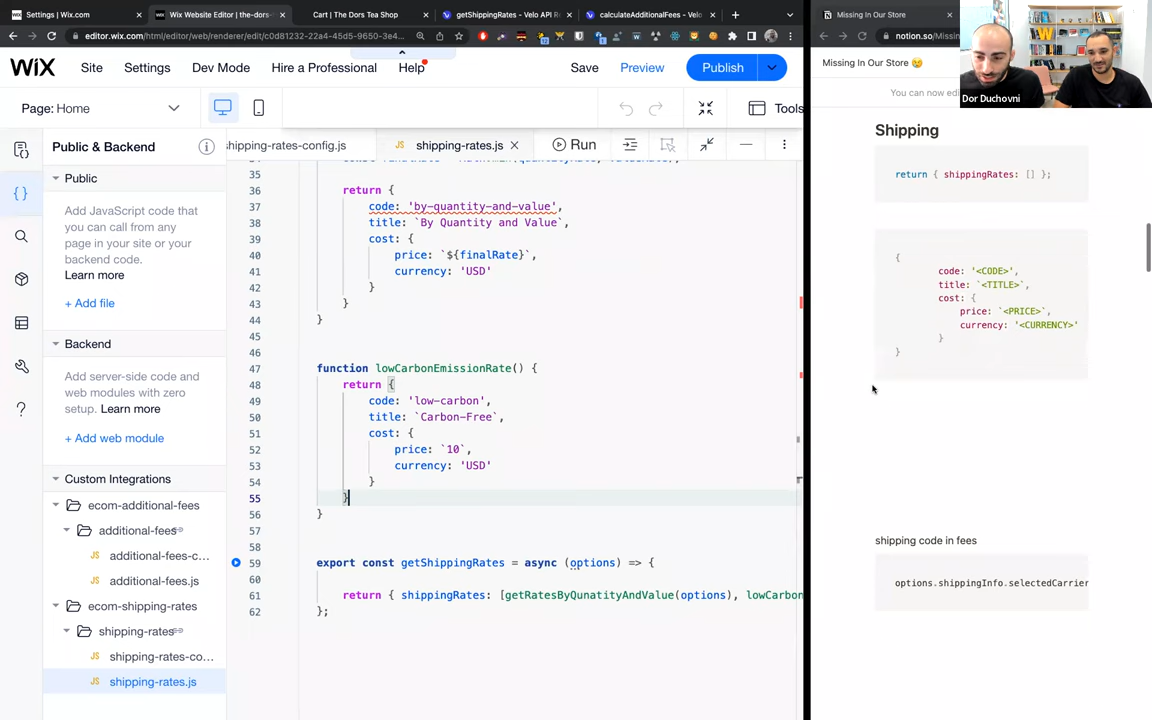 Settings | Wix.com
Wix Website Editor | the-dors-
Cart | The Dors Tea Shop
getShippingRates - Velo API R
calculateAdditionalFees - Velo
Missing In Our Store
editor.wix.com/html/editor/web/renderer/edit/c0d81232-22a4-45d5-9650-3e4...
notion.so/Missin
WiX
Site
Settings
Dev Mode
Hire a Professional
Help
Save
Preview
Publish
Missing In Our Store
You can now edi
Dor Duchovni
Page: Home
Tools
Public & Backend
shipping-rates-config.js
shipping-rates.js
Run
Public
Add JavaScript code that
you can call from any
page in your site or your
backend code.
Learn more
+ Add file
Backend
Add server-side code and
web modules with zero
setup. Learn more
+ Add web module
Custom Integrations
ecom-additional-fees
additional-fees
additional-fees-c...
additional-fees.js
ecom-shipping-rates
shipping-rates
shipping-rates-co...
shipping-rates.js
35
36 return {
37 code: 'by-quantity-and-value',
38 title: `By Quantity and Value`,
39 cost: {
40 price: `${finalRate}`,
41 currency: 'USD'
42 }
43 }
44 }
45
46
47 function lowCarbonEmissionRate() {
48 return {
49 code: 'low-carbon',
50 title: `Carbon-Free`,
51 cost: {
52 price: `10`,
53 currency: 'USD'
54 }
55 }
56 }
57
58
59 export const getShippingRates = async (options) => {
60
61 return { shippingRates: [getRatesByQunatityAndValue(options), lowCarbon
62 };
Shipping
return { shippingRates: [] };
{
code: '<CODE>',
title: `<TITLE>`,
cost: {
price: `<PRICE>`,
currency: '<CURRENCY>'
}
}
shipping code in fees
options.shippingInfo.selectedCarrier